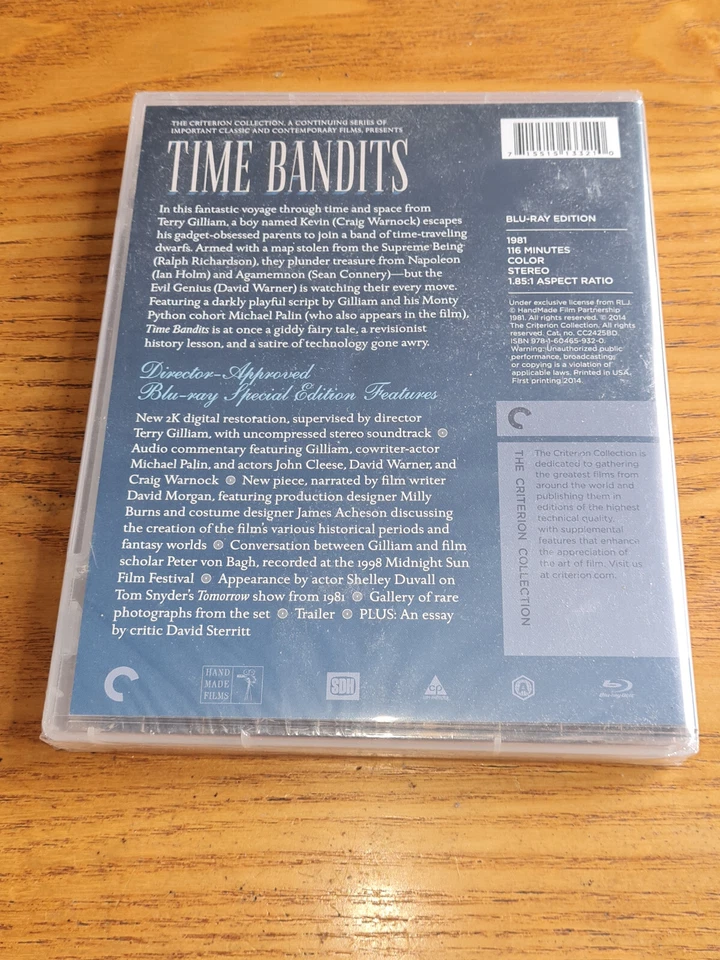 THE CRITERION COLLECTION, A CONTINUING SERIES OF
IMPORTANT CLASSIC AND CONTEMPORARY FILMS, PRESENTS
TIME BANDITS
In this fantastic voyage through time and space from
Terry Gilliam, a boy named Kevin (Craig Warnock) escapes
his gadget-obsessed parents to join a band of time-traveling
dwarfs. Armed with a map stolen from the Supreme Being
(Ralph Richardson), they plunder treasure from Napoleon
(Ian Holm) and Agamemnon (Sean Connery)—but the
Evil Genius (David Warner) is watching their every move.
Featuring a darkly playful script by Gilliam and his Monty
Python cohort Michael Palin (who also appears in the film),
Time Bandits is at once a giddy fairy tale, a revisionist
history lesson, and a satire of technology gone awry.
Director-Approved
Blu-ray Special Edition Features
New 2K digital restoration, supervised by director
Terry Gilliam, with uncompressed stereo soundtrack
Audio commentary featuring Gilliam, cowriter-actor
Michael Palin, and actors John Cleese, David Warner, and
Craig Warnock New piece, narrated by film writer
David Morgan, featuring production designer Milly
Burns and costume designer James Acheson discussing
the creation of the film's various historical periods and
fantasy worlds Conversation between Gilliam and film
scholar Peter von Bagh, recorded at the 1998 Midnight Sun
Film Festival Appearance by actor Shelley Duvall on
Tom Snyder's Tomorrow show from 1981 Gallery of rare
photographs from the set Trailer PLUS: An essay
by critic David Sterritt
7 15515 13321 0
BLU-RAY EDITION
1981
116 MINUTES
COLOR
STEREO
1.85:1 ASPECT RATIO
Under exclusive license from RLJ.
© HandMade Film Partnership
1981. All rights reserved. © 2014
The Criterion Collection. All rights
reserved. Cat. no. CC2425BD.
ISBN 978-1-60465-932-0.
Warning: Unauthorized public
performance, broadcasting,
or copying is a violation of
applicable laws. Printed in USA.
First printing 2014.
THE CRITERION COLLECTION
The Criterion Collection is
dedicated to gathering
the greatest films from
around the world and
publishing them in
editions of the highest
technical quality,
with supplemental
features that enhance
the appreciation of
the art of film. Visit us
at criterion.com.
HAND
MADE
FILMS
SDH
A
Blu-ray Disc